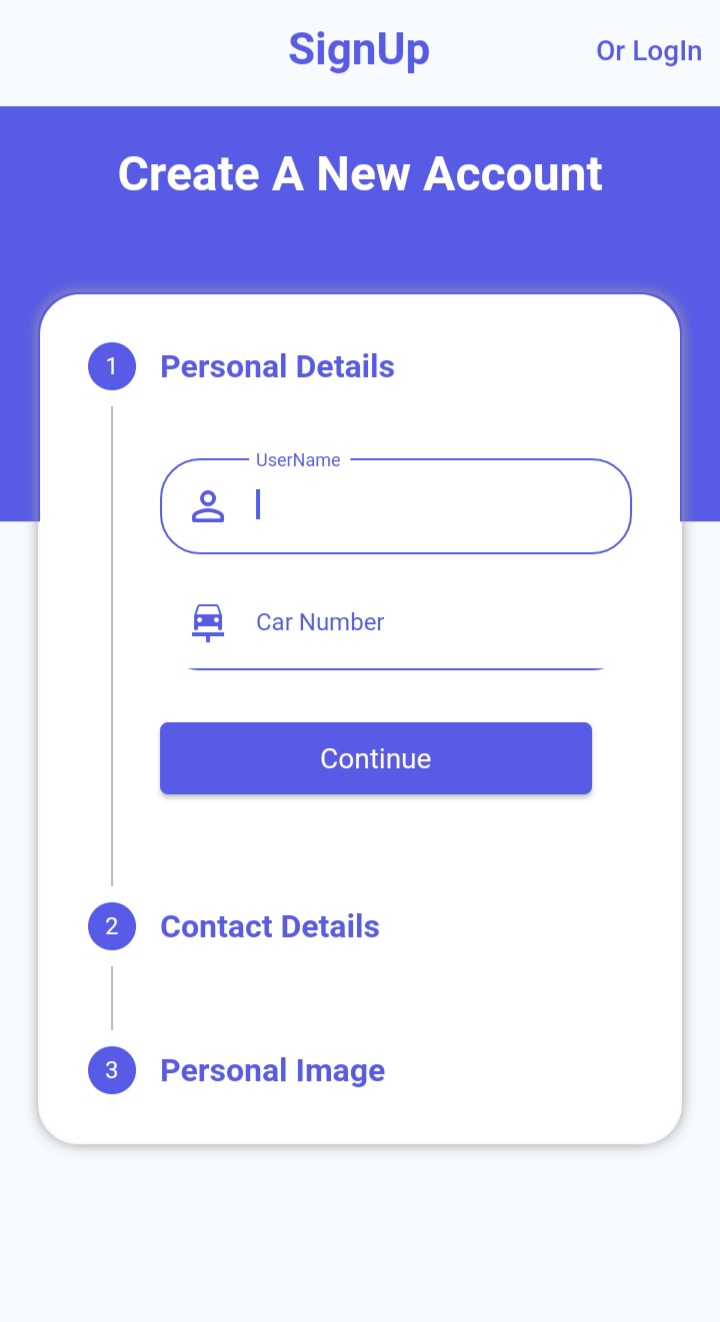 SignUp
Or LogIn
Create A New Account
1 Personal Details
UserName
Car Number
Continue
2 Contact Details
3 Personal Image